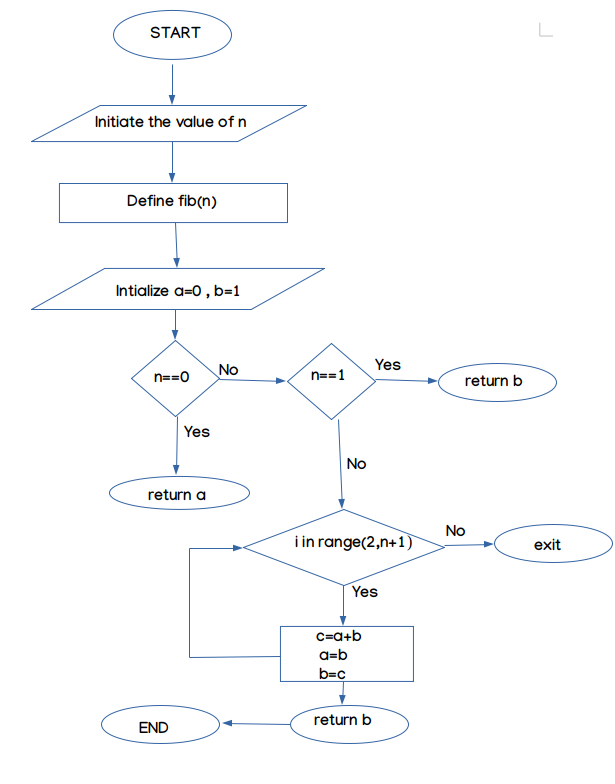 START
Initiate the value of n
Define fib(n)
Intialize a=0 , b=1
n==0
No
n==1
Yes
return b
Yes
return a
No
i in range(2,n+1)
No
exit
Yes
c=a+b
a=b
b=c
return b
END